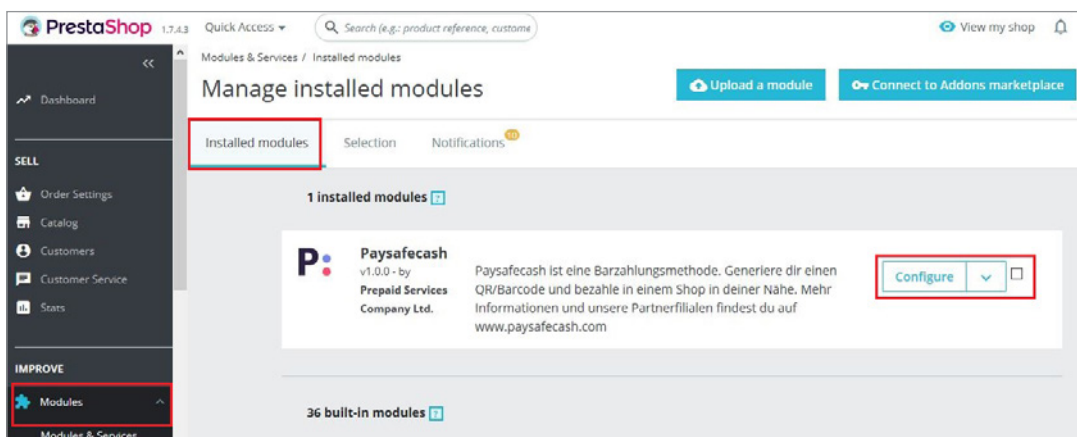 PrestaShop 1.7.4.3 Quick Access Search (e.g.: product reference, custome View my shop
Modules & Services / Installed modules
Manage installed modules
Upload a module
Connect to Addons marketplace
Installed modules Selection Notifications 10
Dashboard
SELL
Order Settings
Catalog
Customers
Customer Service
Stats
IMPROVE
Modules
Modules & Services
1 installed modules ?
P:
Paysafecash
v1.0.0 - by
Prepaid Services
Company Ltd.
Paysafecash ist eine Barzahlungsmethode. Generiere dir einen
QR/Barcode und bezahle in einem Shop in deiner Nähe. Mehr
Informationen und unsere Partnerfilialen findest du auf
www.paysafecash.com
Configure
36 built-in modules ?